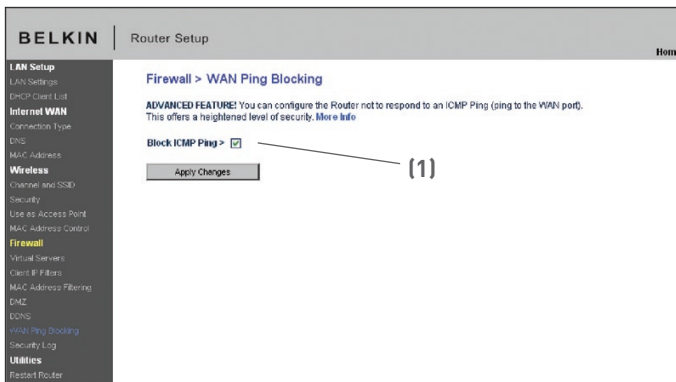 BELKIN
Router Setup
Hom
LAN Setup
LAN Settings
DHCP Client List
Internet WAN
Connection Type
DNS
MAC Address
Wireless
Channel and SSID
Security
Use as Access Point
MAC Address Control
Firewall
Virtual Servers
Client IP Filters
MAC Address Filtering
DMZ
DDNS
WAN Ping Blocking
Security Log
Utilities
Restart Router
Firewall > WAN Ping Blocking
ADVANCED FEATURE! You can configure the Router not to respond to an ICMP Ping (ping to the WAN port).
This offers a heightened level of security. More Info
Block ICMP Ping >
(1)
Apply Changes